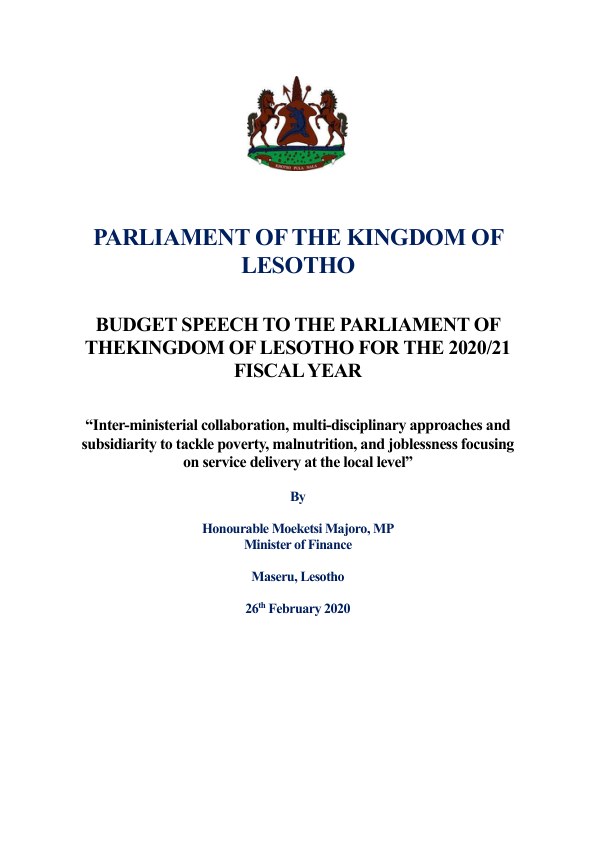 KHOTSO PULA NALA
PARLIAMENT OF THE KINGDOM OF
LESOTHO
BUDGET SPEECH TO THE PARLIAMENT OF
THEKINGDOM OF LESOTHO FOR THE 2020/21
FISCAL YEAR
“Inter-ministerial collaboration, multi-disciplinary approaches and
subsidiarity to tackle poverty, malnutrition, and joblessness focusing
on service delivery at the local level”
By
Honourable Moeketsi Majoro, MP
Minister of Finance
Maseru, Lesotho
26th February 2020